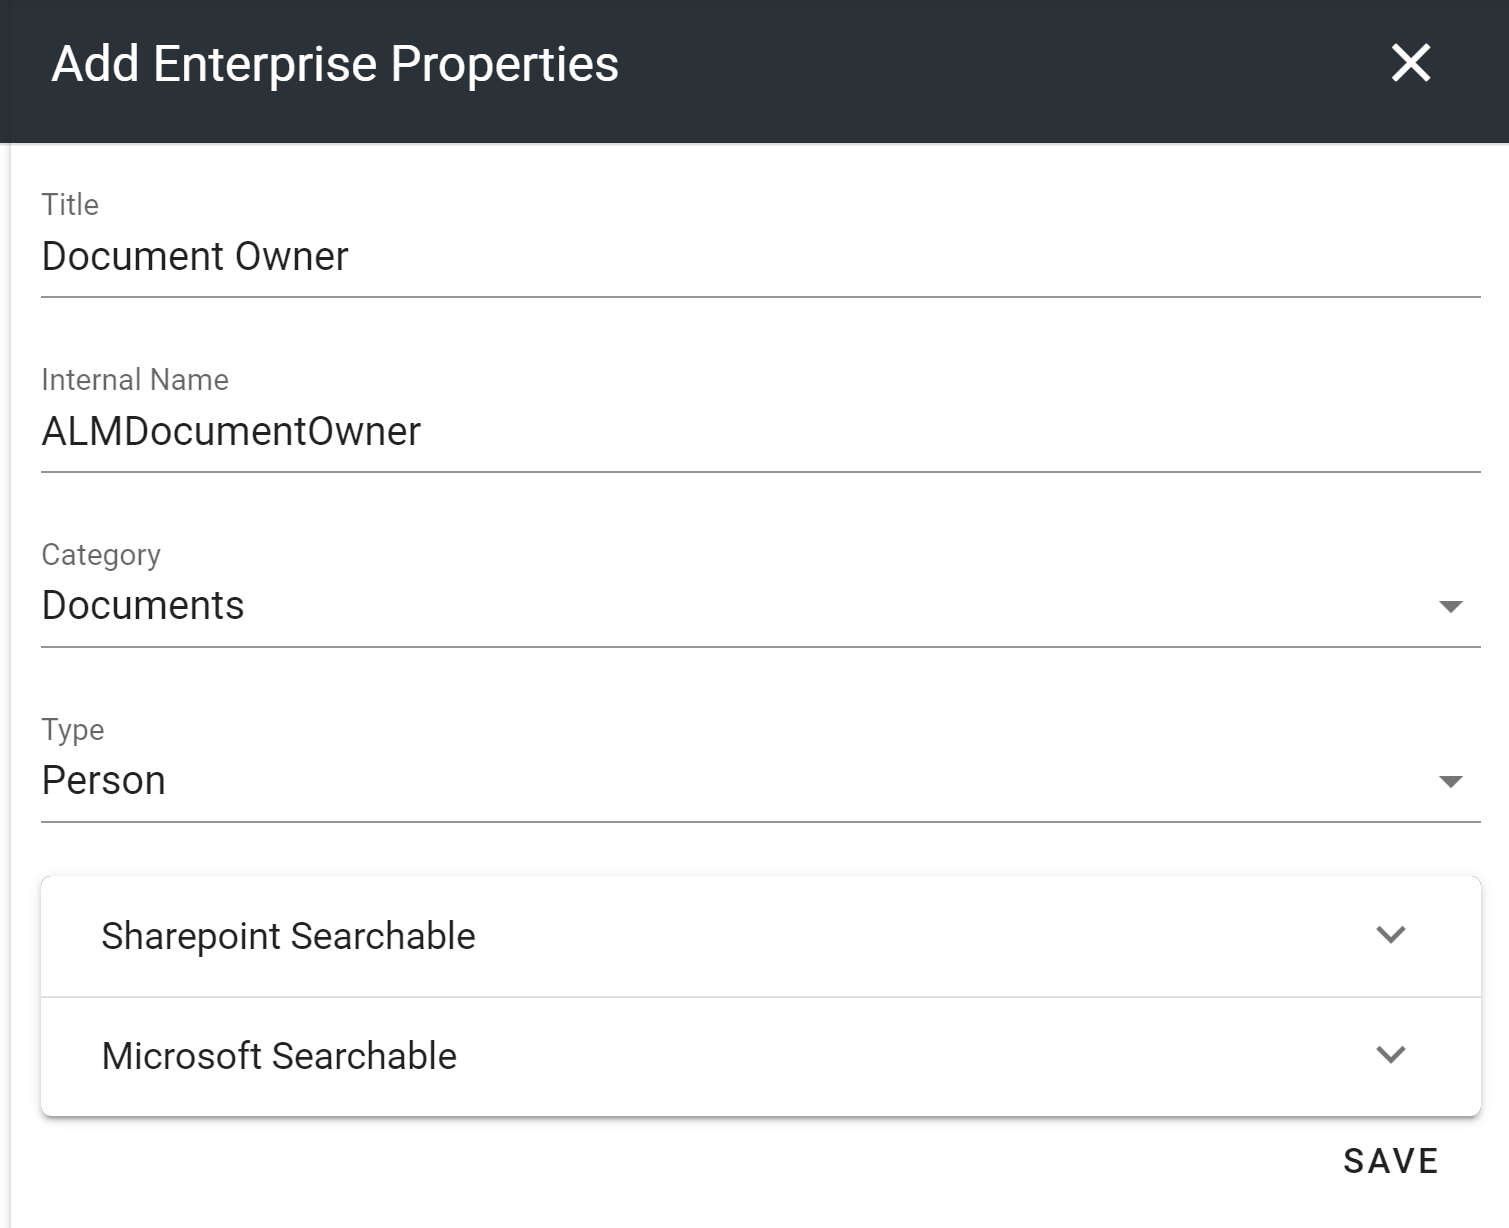 Add Enterprise Properties
Title
Document Owner
Internal Name
ALMDocumentOwner
Category
Documents
Type
Person
Sharepoint Searchable
Microsoft Searchable
SAVE